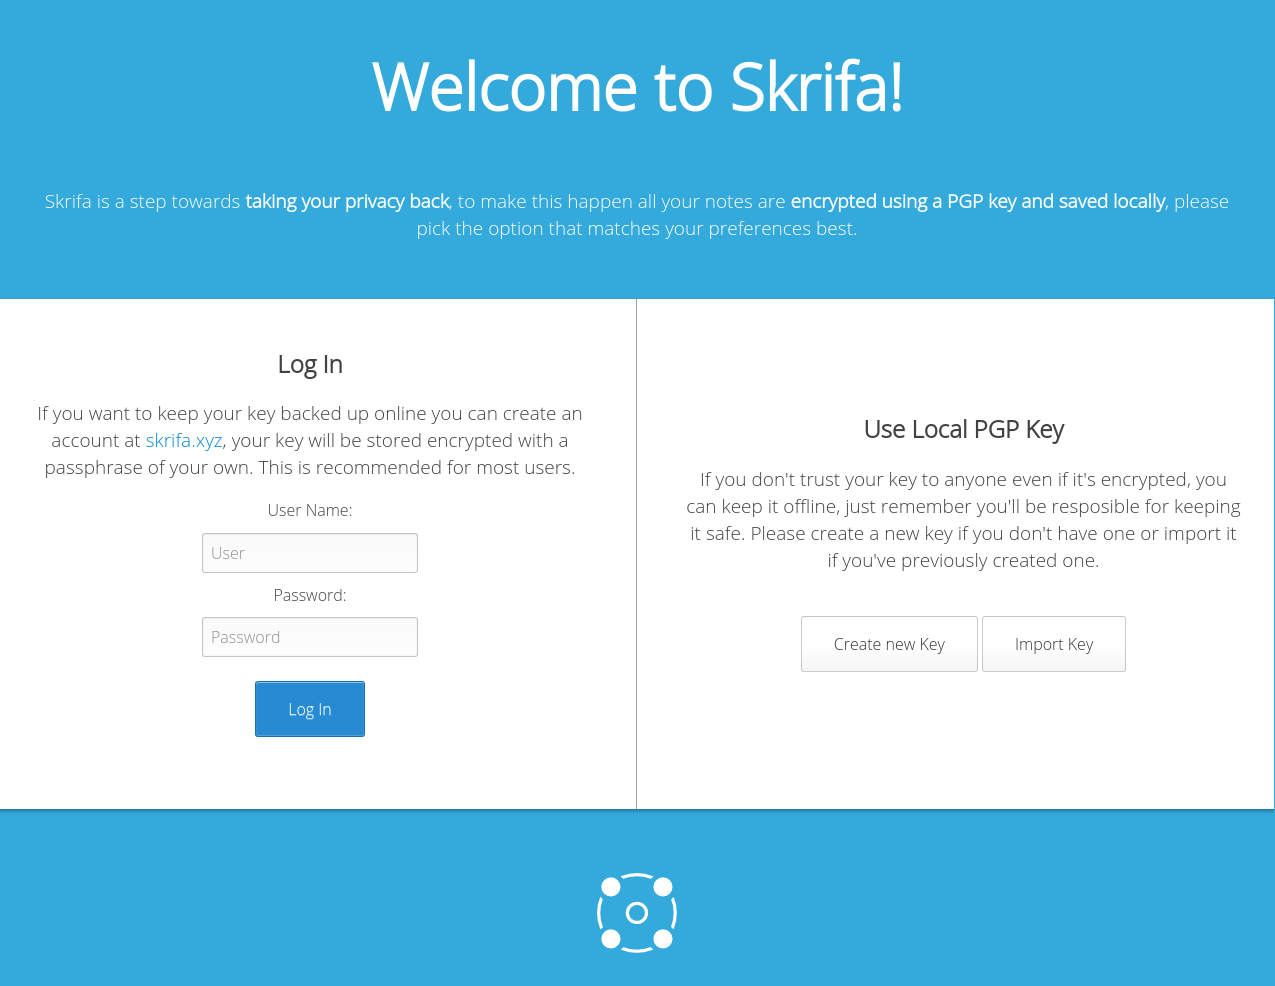 Welcome to Skrifa!
Skrifa is a step towards taking your privacy back, to make this happen all your notes are encrypted using a PGP key and saved locally, please
pick the option that matches your preferences best.
Log In
If you want to keep your key backed up online you can create an
account at skrifa.xyz, your key will be stored encrypted with a
passphrase of your own. This is recommended for most users.
User Name:
User
Password:
Password
Log In
Use Local PGP Key
If you don't trust your key to anyone even if it's encrypted, you
can keep it offline, just remember you'll be resposible for keeping
it safe. Please create a new key if you don't have one or import it
if you've previously created one.
Create new Key
Import Key